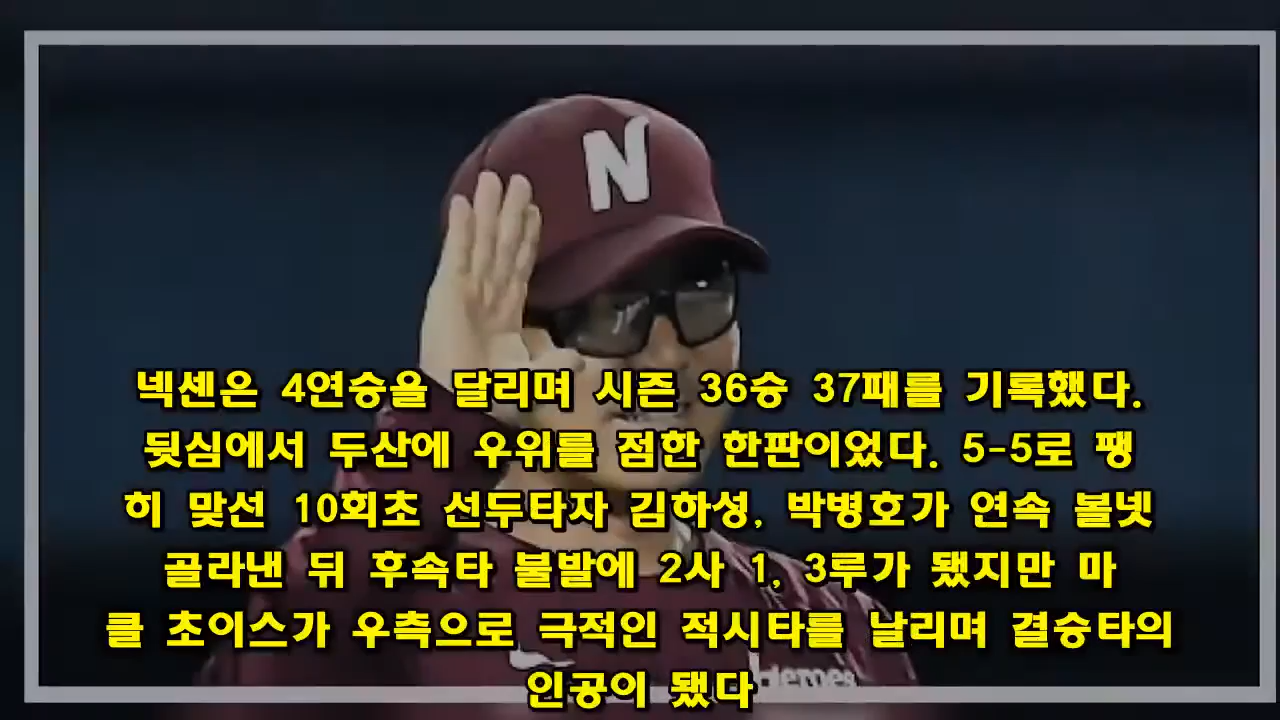 N
넥센은 4연승을 달리며 시즌 36승 37패를 기록했다.
뒷심에서 두산에 우위를 점한 한판이었다. 5-5로 팽
히 맞선 10회초 선두타자 김하성, 박병호가 연속 볼넷
골라낸 뒤 후속타 불발에 2사 1, 3루가 됐지만 마
클 초이스가 우측으로 극적인 적시타를 날리며 결승타의
인공이 됐다
Heroes